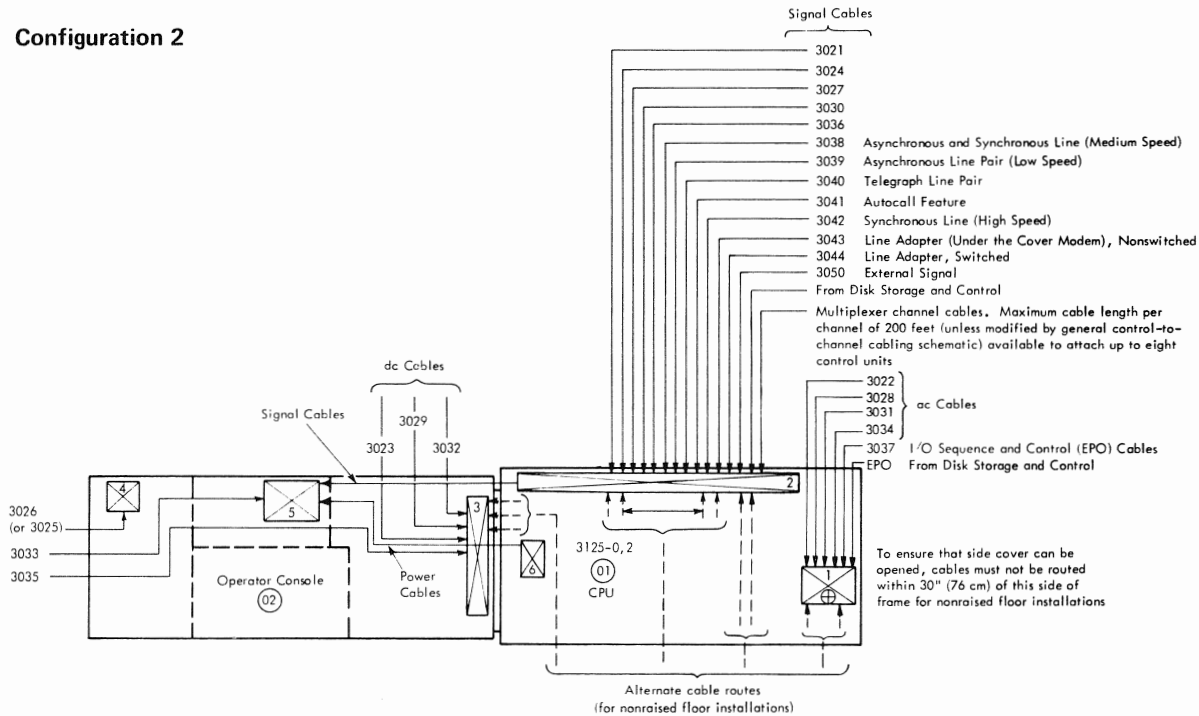 Configuration 2
Signal Cables
3021
3024
3027
3030
3036
3038 Asynchronous and Synchronous Line (Medium Speed)
3039 Asynchronous Line Pair (Low Speed)
3040 Telegraph Line Pair
3041 Autocall Feature
3042 Synchronous Line (High Speed)
3043 Line Adapter (Under the Cover Modem), Nonswitched
3044 Line Adapter, Switched
3050 External Signal
From Disk Storage and Control
Multiplexer channel cables. Maximum cable length per
channel of 200 feet (unless modified by general control-to-
channel cabling schematic) available to attach up to eight
control units
3022
3028
3031
3034
ac Cables
3037 I/O Sequence and Control (EPO) Cables
EPO From Disk Storage and Control
dc Cables
Signal Cables
3029
3023
3032
4
5
3
2
3026
(or 3025)
3033
3035
Operator Console
02
Power
Cables
6
3125-0,2
01
CPU
1
To ensure that side cover can be
opened, cables must not be routed
within 30" (76 cm) of this side of
frame for nonraised floor installations
Alternate cable routes
(for nonraised floor installations)